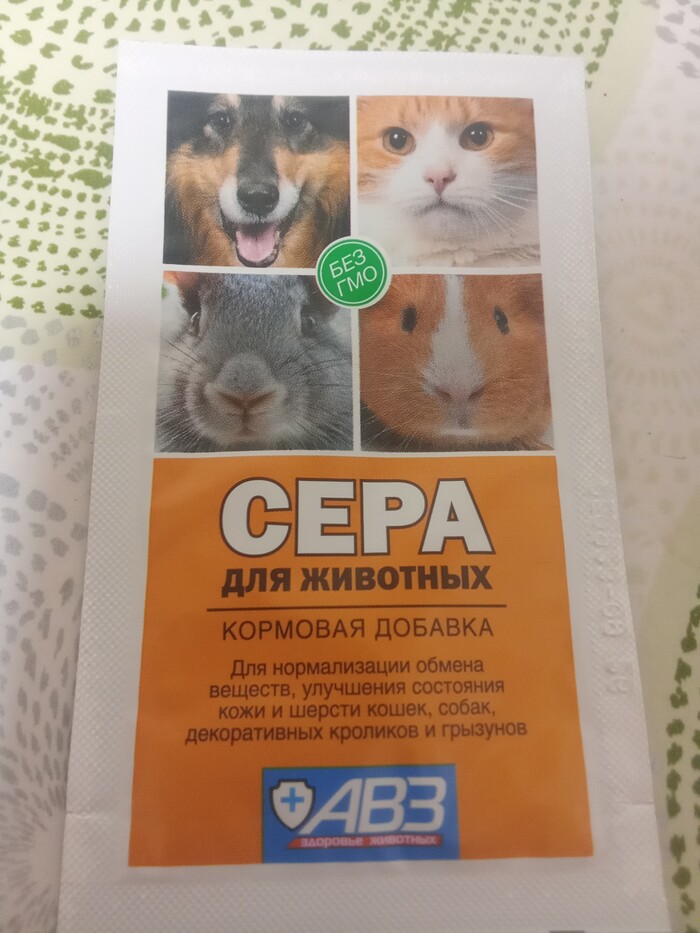 БЕЗ
ГМО
СЕРА
ДЛЯ ЖИВОТНЫХ
КОРМОВАЯ ДОБАВКА
Для нормализации обмена
веществ, улучшения состояния
кожи и шерсти кошек, собак,
декоративных кроликов и грызунов
АВЗ
здоровье животных